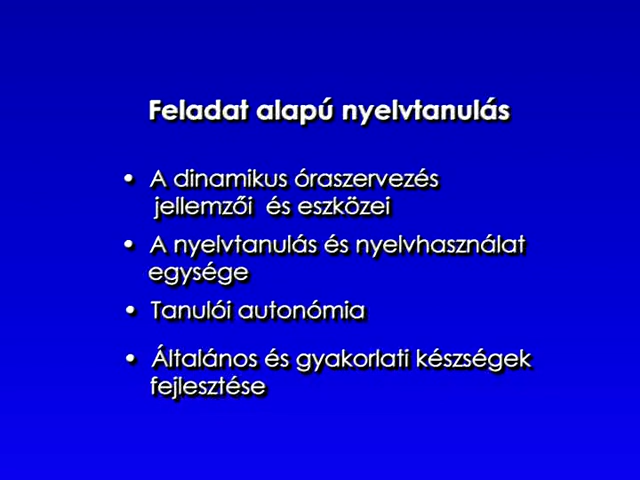 Feladat alapú nyelvtanulás
• A dinamikus óraszervezés
jellemzői és eszközei
• A nyelvtanulás és nyelvhasználat
egysége
• Tanulói autonómia
• Általános és gyakorlati készségek
fejlesztése